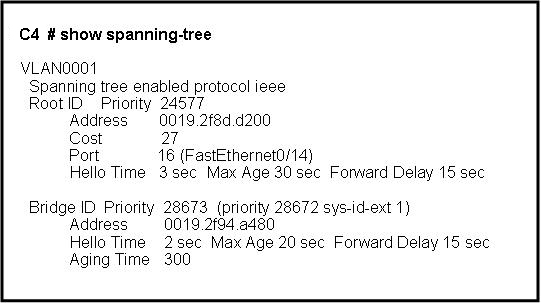 C4 # show spanning-tree
VLAN0001
Spanning tree enabled protocol ieee
Root ID Priority 24577
Address 0019.2f8d.d200
Cost 27
Port 16 (FastEthernet0/14)
Hello Time 3 sec Max Age 30 sec Forward Delay 15 sec
Bridge ID Priority 28673 (priority 28672 sys-id-ext 1)
Address 0019.2f94.a480
Hello Time 2 sec Max Age 20 sec Forward Delay 15 sec
Aging Time 300